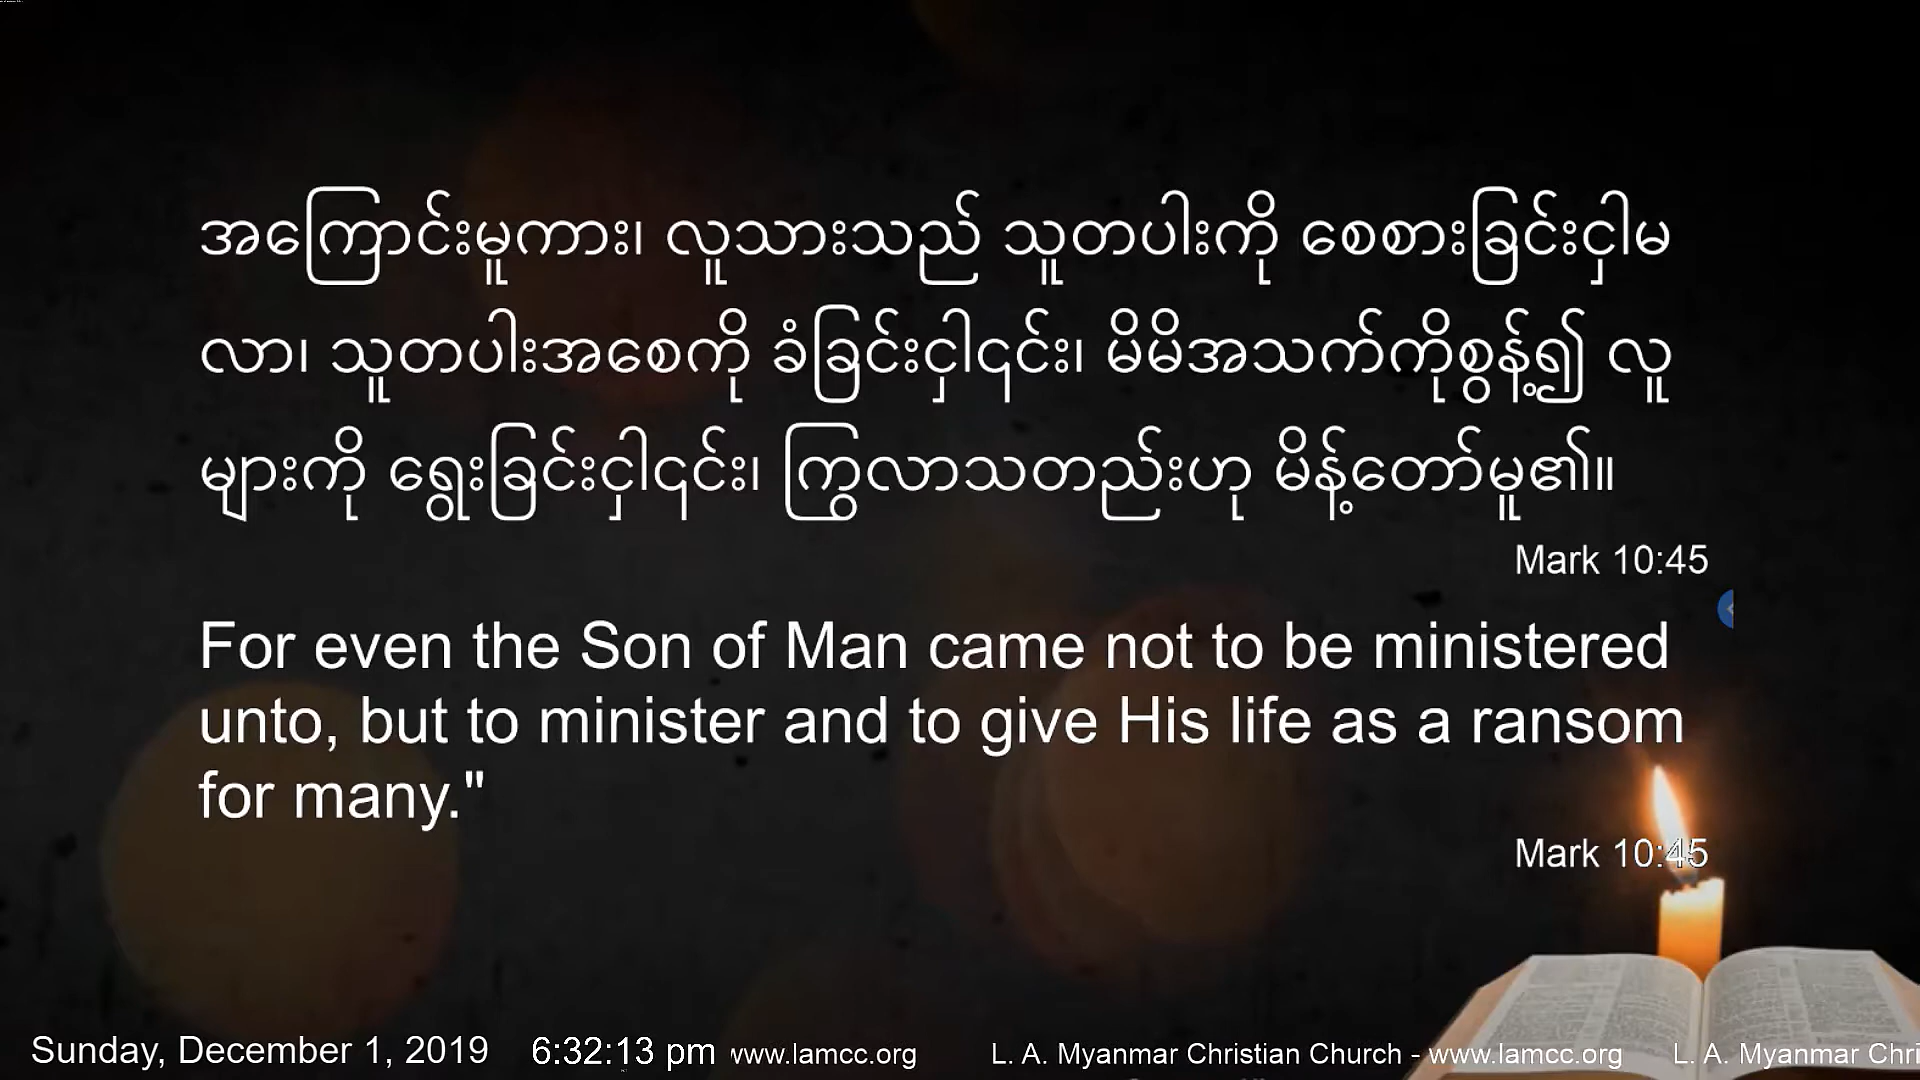 အကြောင်းမူကား၊ လူသားသည် သူတပါးကို စေစားခြင်းငှါမ
လာ၊ သူတပါးအစေကို ခံခြင်းငှါ၎င်း၊ မိမိအသက်ကိုစွန့်၍ လူ
များကို ရွေးခြင်းငှါ၎င်း၊ ကြွလာသတည်းဟု မိန့်တော်မူ၏။
Mark 10:45
For even the Son of Man came not to be ministered
unto, but to minister and to give His life as a ransom
for many."
Mark 10:45
Sunday, December 1, 2019 6:32:13 pm www.lamcc.org L. A. Myanmar Christian Church - www.lamcc.org L. A. Myanmar Chri